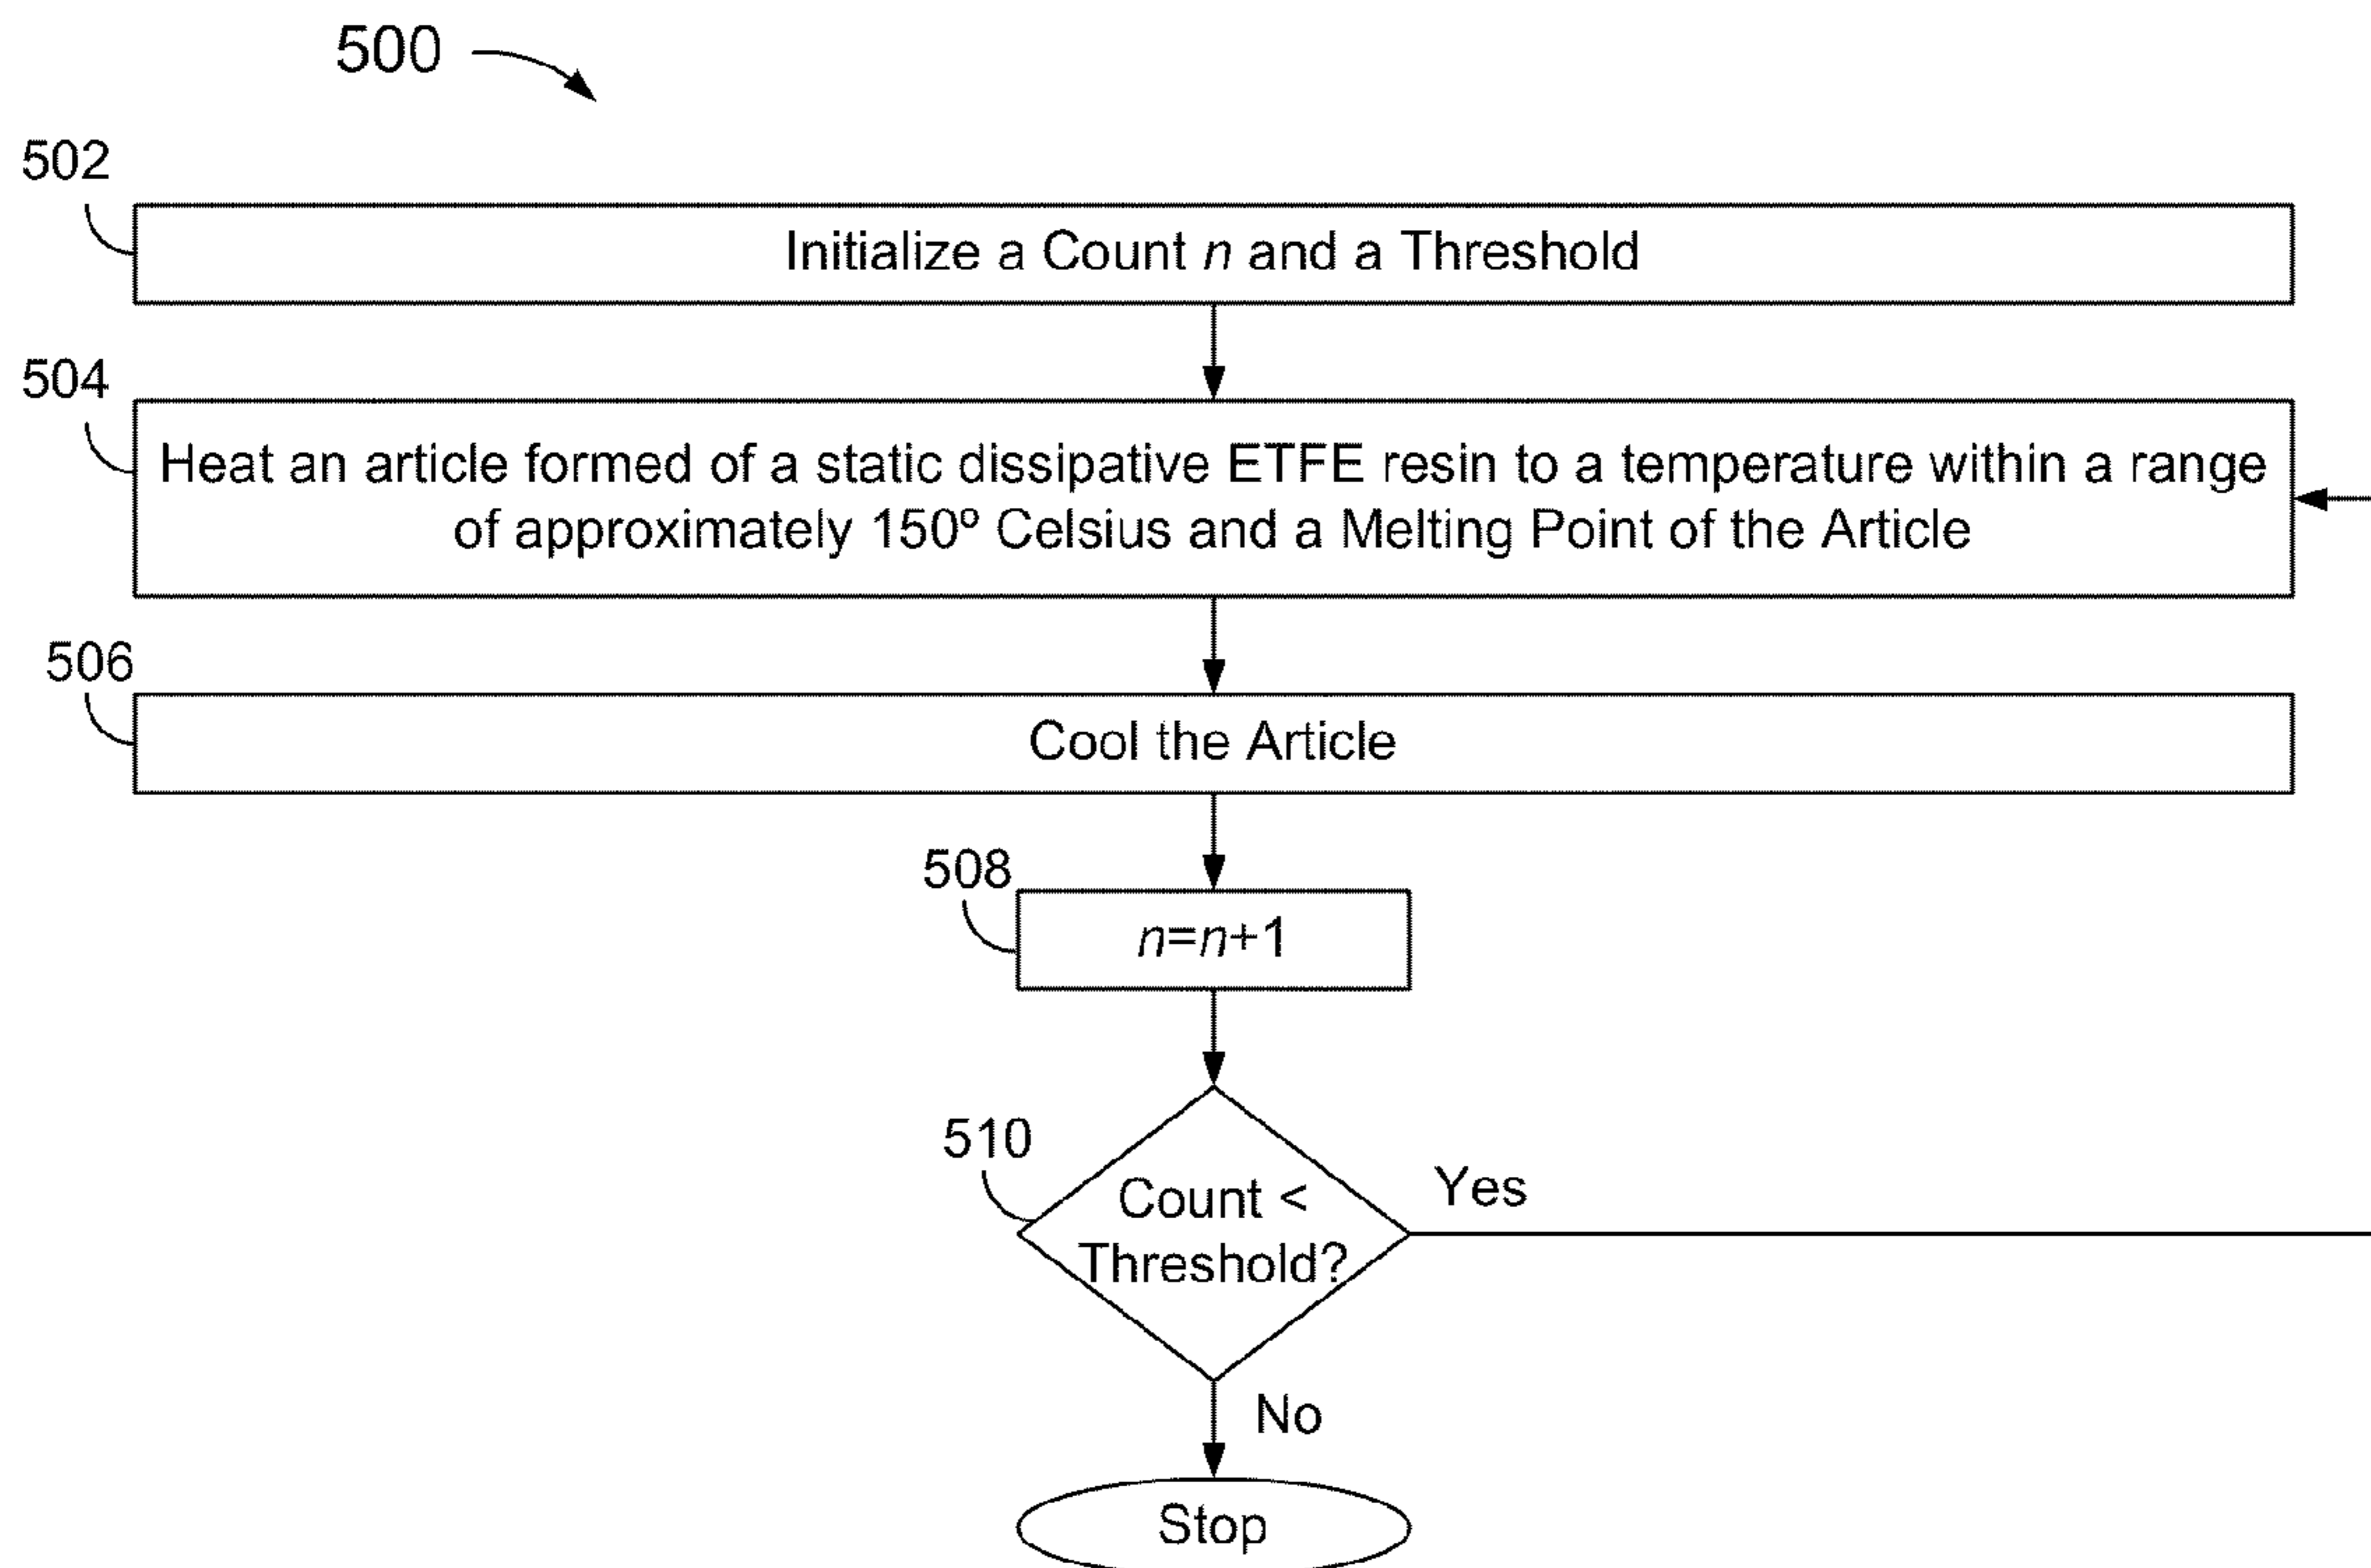 500
502
Initialize a Count n and a Threshold
504
Heat an article formed of a static dissipative ETFE resin to a temperature within a range
of approximately 150º Celsius and a Melting Point of the Article
506
Cool the Article
508
n=n+1
510
Count <
Threshold?
Yes
No
Stop